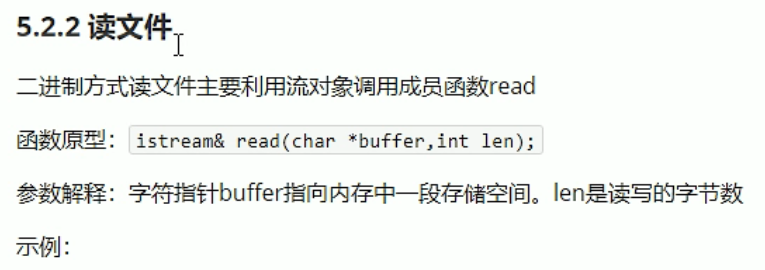 5.2.2 读文件
二进制方式读文件主要利用流对象调用成员函数read
函数原型：istream& read(char *buffer,int len);
参数解释：字符指针buffer指向内存中一段存储空间。len是读写的字节数
示例：